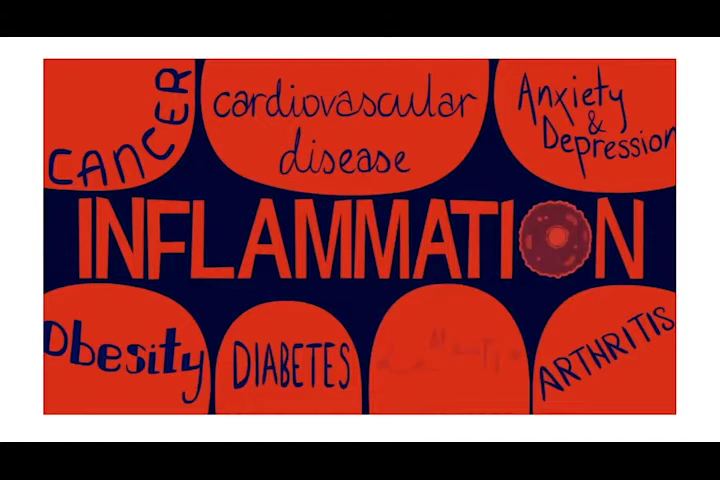 CANCER
cardiovascular
disease
Anxiety
&
Depression
INFLAMMATION
Obesity
DIABETES
ARTHRITIS